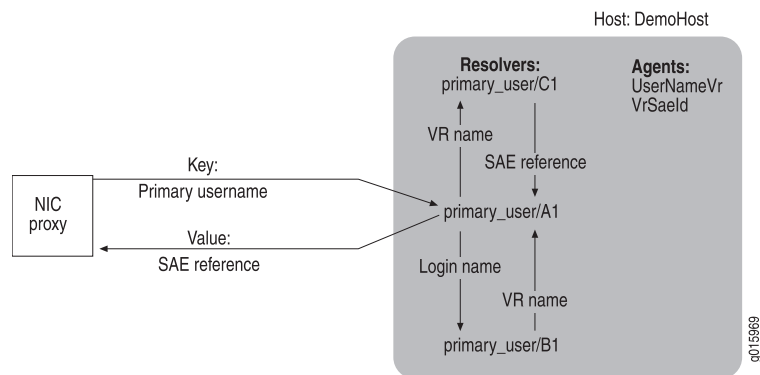 Host: DemoHost
Resolvers:
primary_user/C1
Agents:
UserNameVr
VrSaeId
VR name
SAE reference
Key:
Primary username
NIC
proxy
primary_user/A1
Value:
SAE reference
Login name
VR name
primary_user/B1
g015969